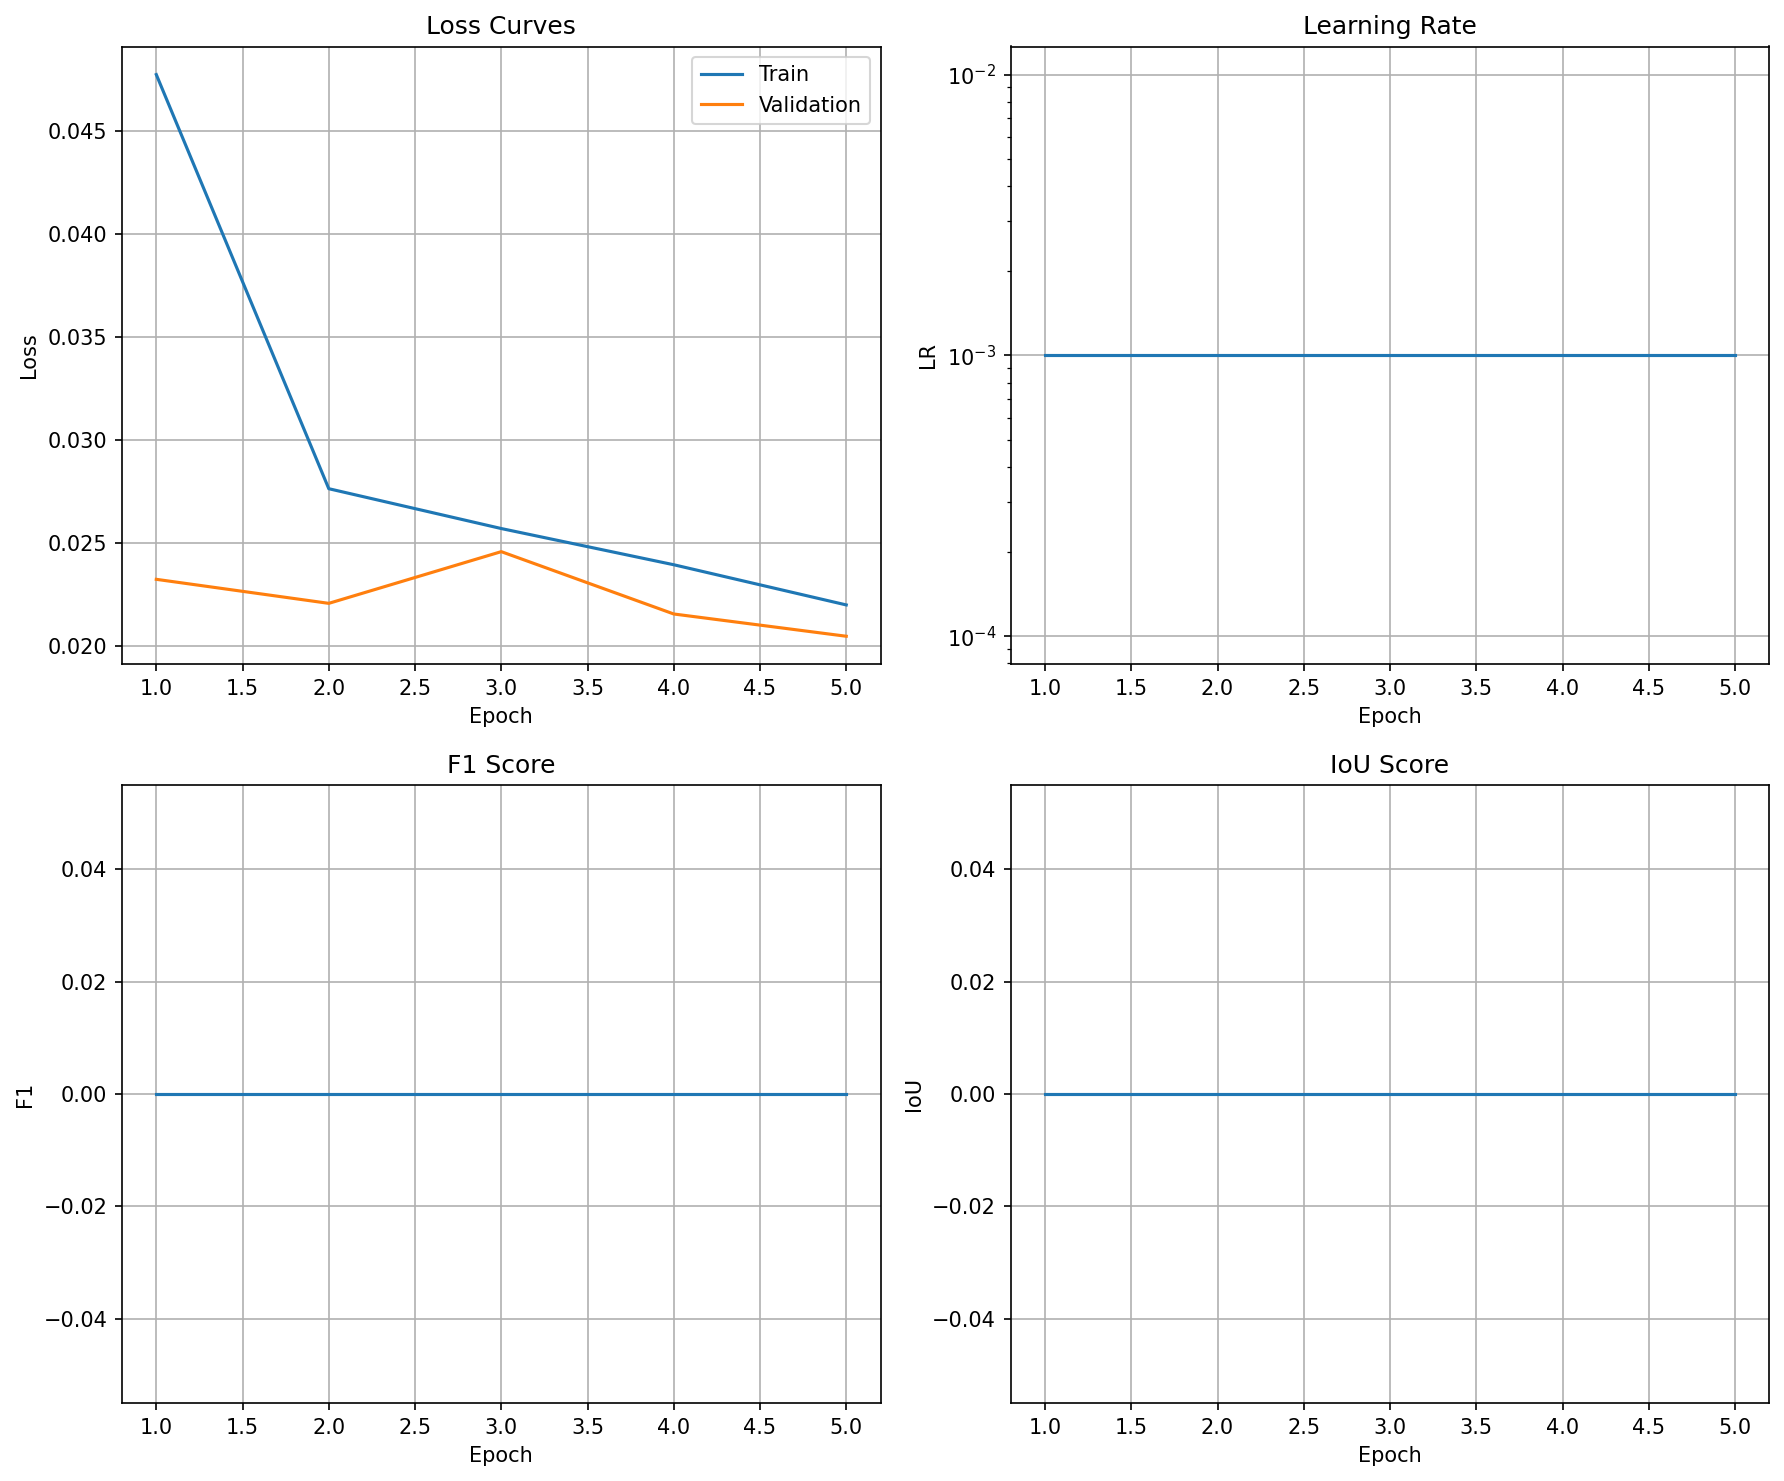 Loss Curves
Train
Validation
0.045
0.040
0.035
0.030
0.025
0.020
Loss
1.0 1.5 2.0 2.5 3.0 3.5 4.0 4.5 5.0
Epoch
Learning Rate
10⁻²
10⁻³
10⁻⁴
LR
1.0 1.5 2.0 2.5 3.0 3.5 4.0 4.5 5.0
Epoch
F1 Score
0.04
0.02
0.00
−0.02
−0.04
F1
1.0 1.5 2.0 2.5 3.0 3.5 4.0 4.5 5.0
Epoch
IoU Score
0.04
0.02
0.00
−0.02
−0.04
IoU
1.0 1.5 2.0 2.5 3.0 3.5 4.0 4.5 5.0
Epoch